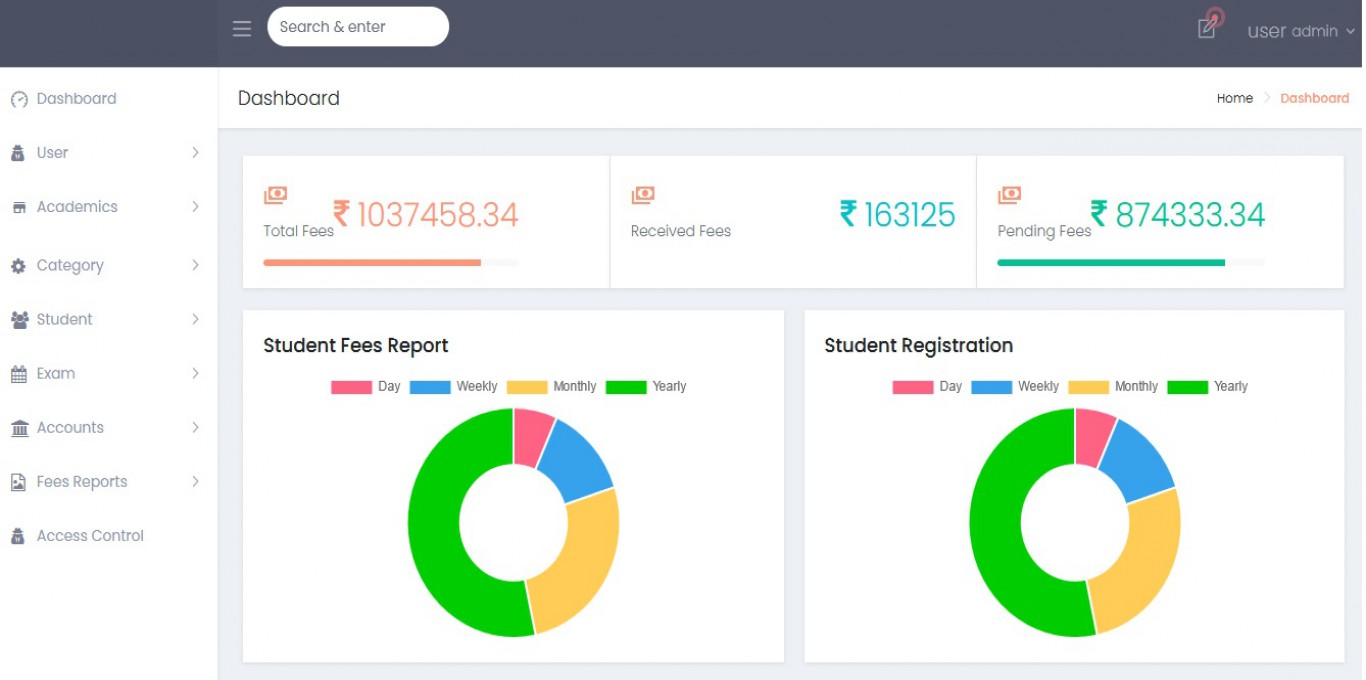 Search & enter
user admin
Dashboard
User
Academics
Category
Student
Exam
Accounts
Fees Reports
Access Control
Dashboard
Home Dashboard
Total Fees ₹ 1037458.34
Received Fees ₹ 163125
Pending Fees ₹ 874333.34
Student Fees Report
Day Weekly Monthly Yearly
Student Registration
Day Weekly Monthly Yearly